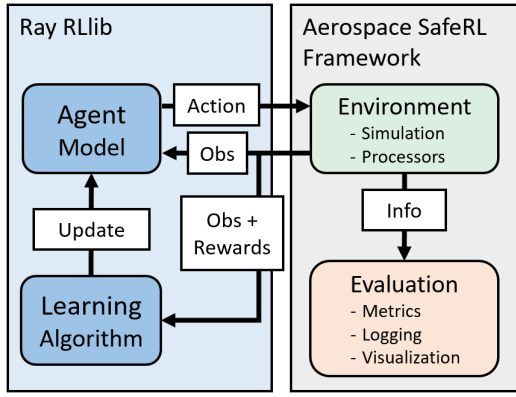 Ray RLlib
Agent
Model
Action
Obs
Update
Obs +
Rewards
Learning
Algorithm
Aerospace SafeRL
Framework
Environment
- Simulation
- Processors
Info
Evaluation
- Metrics
- Logging
- Visualization